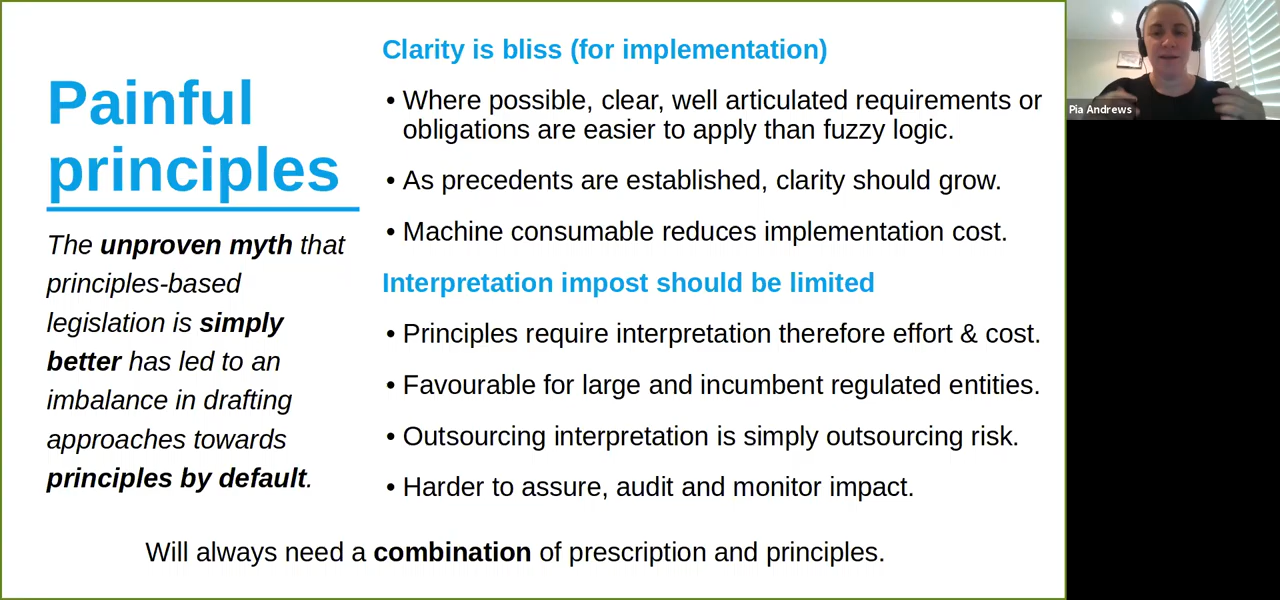 Painful
principles
The unproven myth that
principles-based
legislation is simply
better has led to an
imbalance in drafting
approaches towards
principles by default.
Clarity is bliss (for implementation)
• Where possible, clear, well articulated requirements or
obligations are easier to apply than fuzzy logic.
• As precedents are established, clarity should grow.
• Machine consumable reduces implementation cost.
Interpretation impost should be limited
• Principles require interpretation therefore effort & cost.
• Favourable for large and incumbent regulated entities.
• Outsourcing interpretation is simply outsourcing risk.
• Harder to assure, audit and monitor impact.
Will always need a combination of prescription and principles.
Pia Andrews